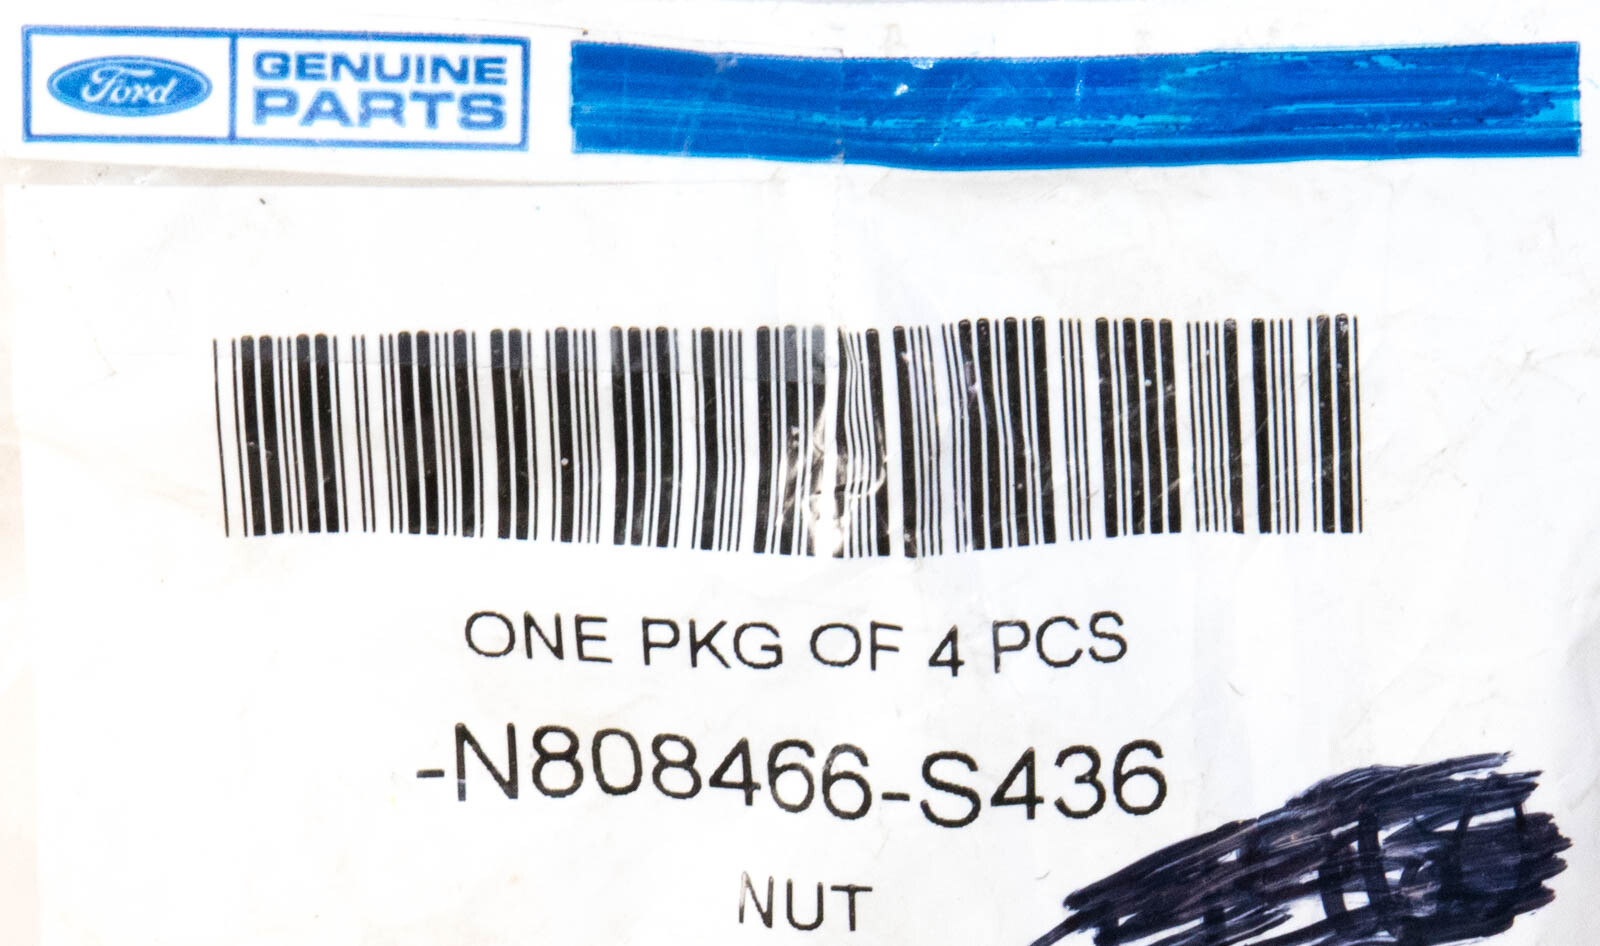 Ford
GENUINE
PARTS
ONE PKG OF 4 PCS
-N808466-S436
NUT